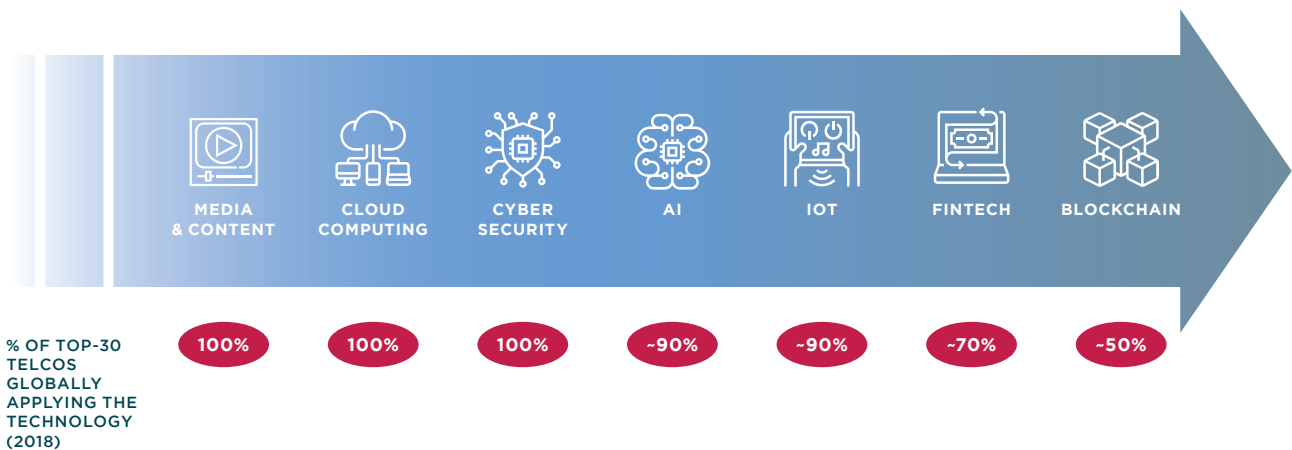 MEDIA
& CONTENT
CLOUD
COMPUTING
CYBER
SECURITY
AI
IOT
FINTECH
BLOCKCHAIN
% OF TOP-30
TELCOS
GLOBALLY
APPLYING THE
TECHNOLOGY
(2018)
100%
100%
100%
~90%
~90%
~70%
~50%